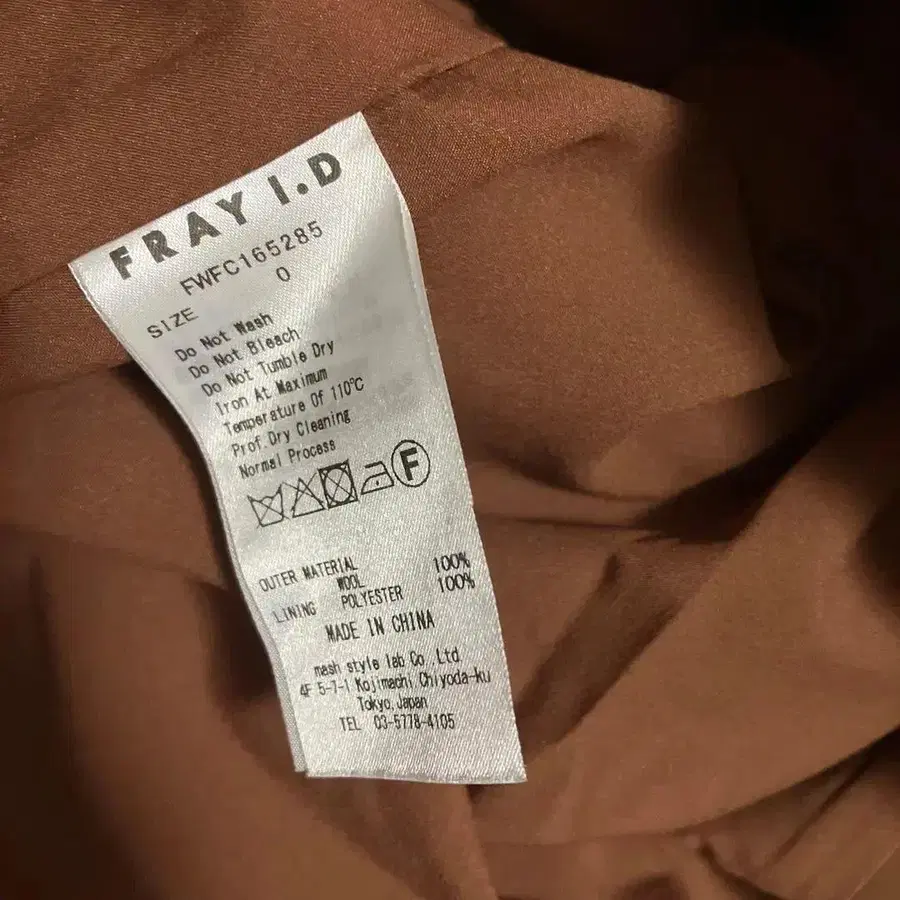 FRAY I.D
FWFC165285
SIZE 0
Do Not Wash
Do Not Bleach
Do Not Tumble Dry
Iron At Maximum
Temperature Of 110℃
Prof.Dry Cleaning
Normal Process
F
OUTER MATERIAL
WOOL 100%
LINING POLYESTER 100%
MADE IN CHINA
mash style lab Co.,Ltd.
4F 5-7-1 Kojimachi Chiyoda-ku
Tokyo,Japan
TEL 03-5778-4105